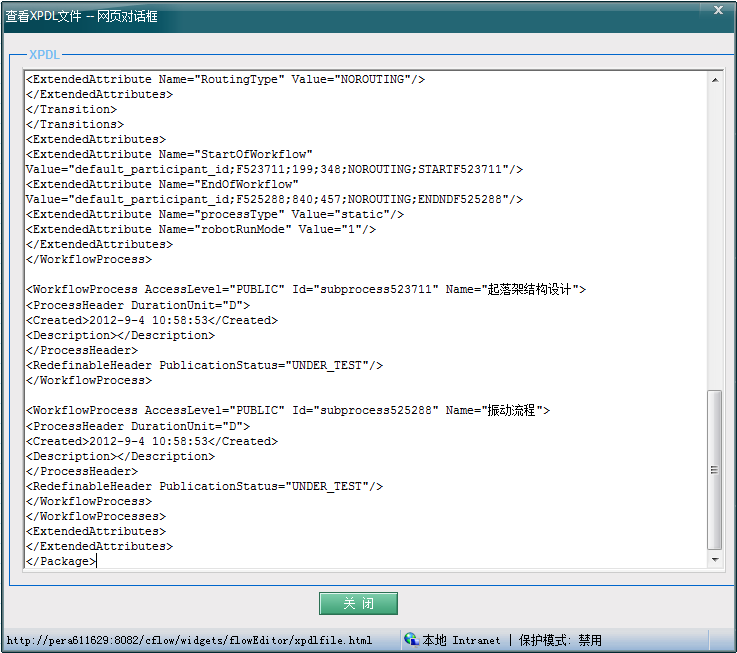 查看XPDL文件 -- 网页对话框
XPDL
<ExtendedAttribute Name="RoutingType" Value="NOROUTING"/>
</ExtendedAttributes>
</Transition>
</Transitions>
<ExtendedAttributes>
<ExtendedAttribute Name="StartOfWorkflow"
Value="default_participant_id;F523711;199;348;NOROUTING;STARTF523711"/>
<ExtendedAttribute Name="EndOfWorkflow"
Value="default_participant_id;F525288;840;457;NOROUTING;ENDNDF525288"/>
<ExtendedAttribute Name="processType" Value="static"/>
<ExtendedAttribute Name="robotRunMode" Value="1"/>
</ExtendedAttributes>
</WorkflowProcess>
<WorkflowProcess AccessLevel="PUBLIC" Id="subprocess523711" Name="起落架结构设计">
<ProcessHeader DurationUnit="D">
<Created>2012-9-4 10:58:53</Created>
<Description></Description>
</ProcessHeader>
<RedefinableHeader PublicationStatus="UNDER_TEST"/>
</WorkflowProcess>
<WorkflowProcess AccessLevel="PUBLIC" Id="subprocess525288" Name="振动流程">
<ProcessHeader DurationUnit="D">
<Created>2012-9-4 10:58:53</Created>
<Description></Description>
</ProcessHeader>
<RedefinableHeader PublicationStatus="UNDER_TEST"/>
</WorkflowProcess>
</WorkflowProcesses>
<ExtendedAttributes>
</ExtendedAttributes>
</Package>
关 闭
http://pera611629:8082/cflow/widgets/flowEditor/xpdlfile.html 本地 Intranet | 保护模式: 禁用